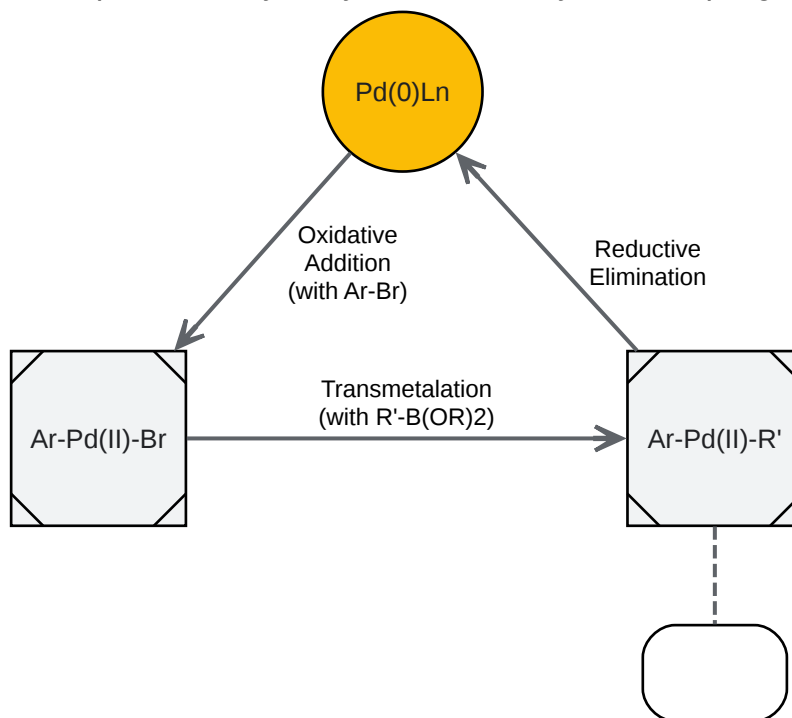 Pd(0)Ln
Oxidative
Addition
(with Ar-Br)
Reductive
Elimination
Transmetalation
(with R'-B(OR)2)
Ar-Pd(II)-Br
Ar-Pd(II)-R'